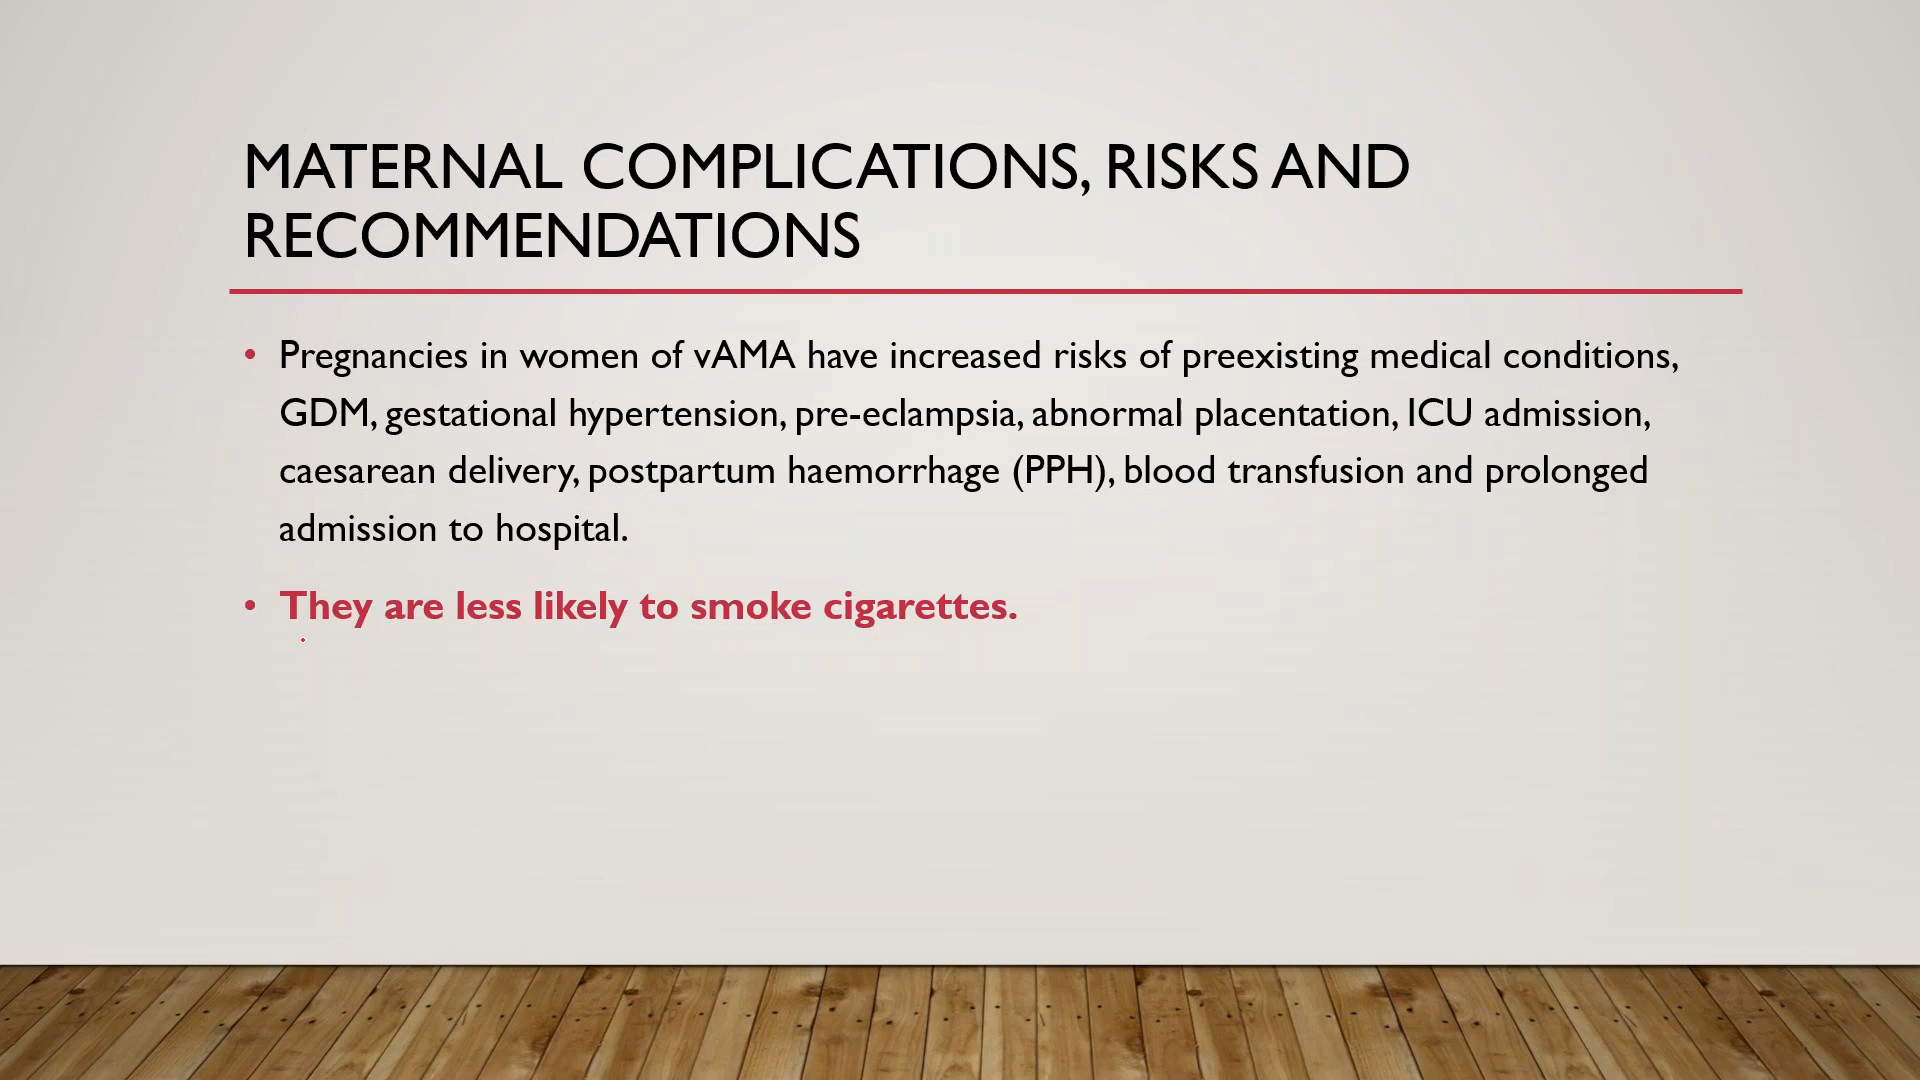 MATERNAL COMPLICATIONS, RISKS AND
RECOMMENDATIONS
• Pregnancies in women of vAMA have increased risks of preexisting medical conditions,
GDM, gestational hypertension, pre-eclampsia, abnormal placentation, ICU admission,
caesarean delivery, postpartum haemorrhage (PPH), blood transfusion and prolonged
admission to hospital.
• They are less likely to smoke cigarettes.